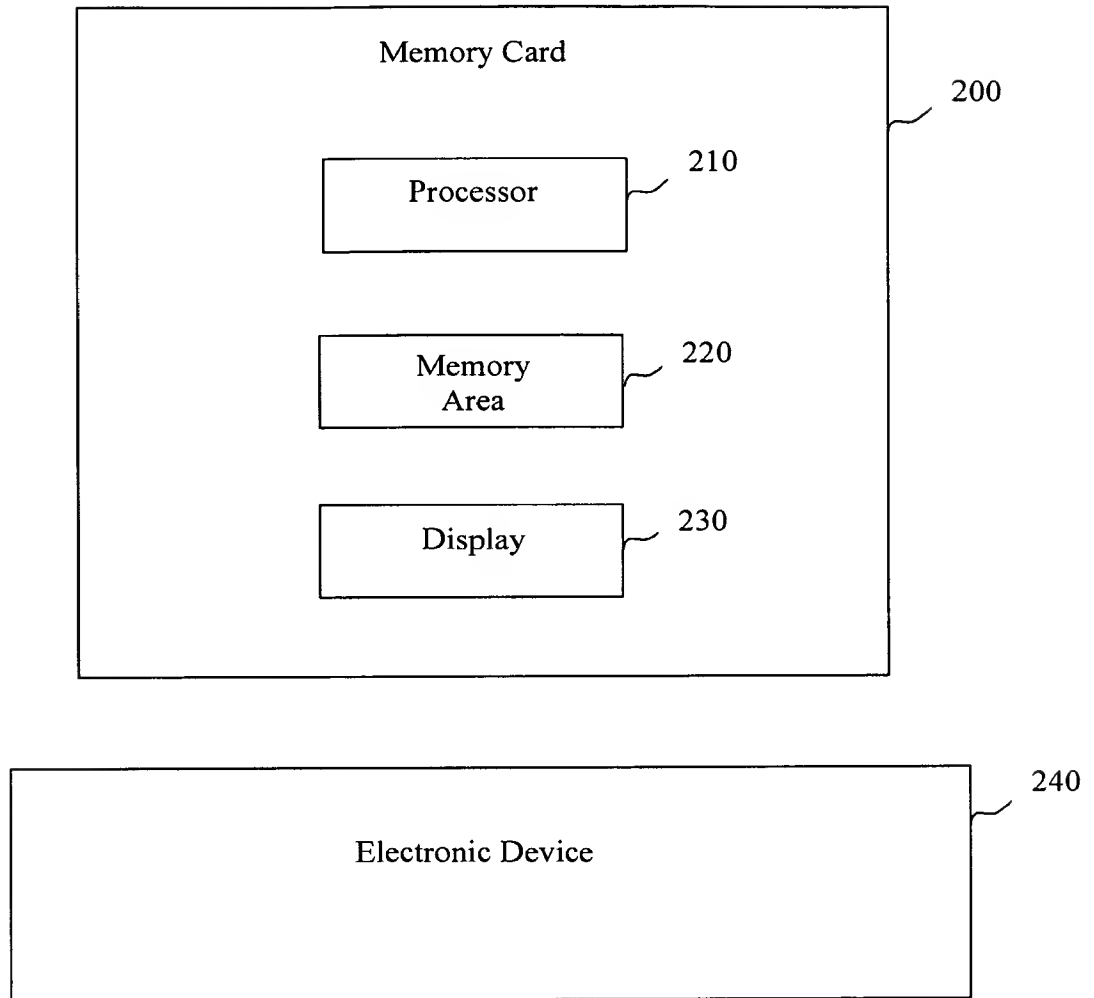 Memory Card
200
Processor
210
Memory
Area
220
Display
230
Electronic Device
240